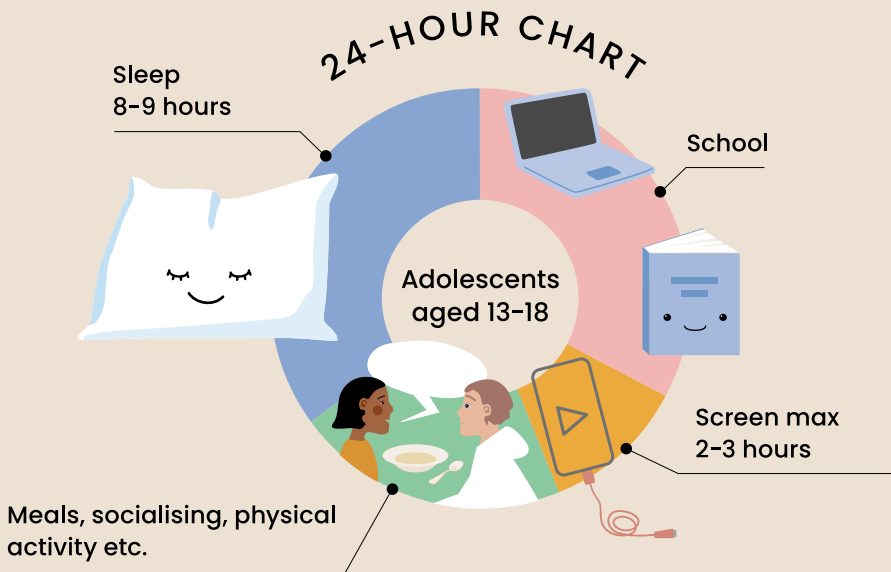 24-HOUR CHART
Sleep
8-9 hours
School
Adolescents
aged 13-18
Screen max
2-3 hours
Meals, socialising, physical
activity etc.